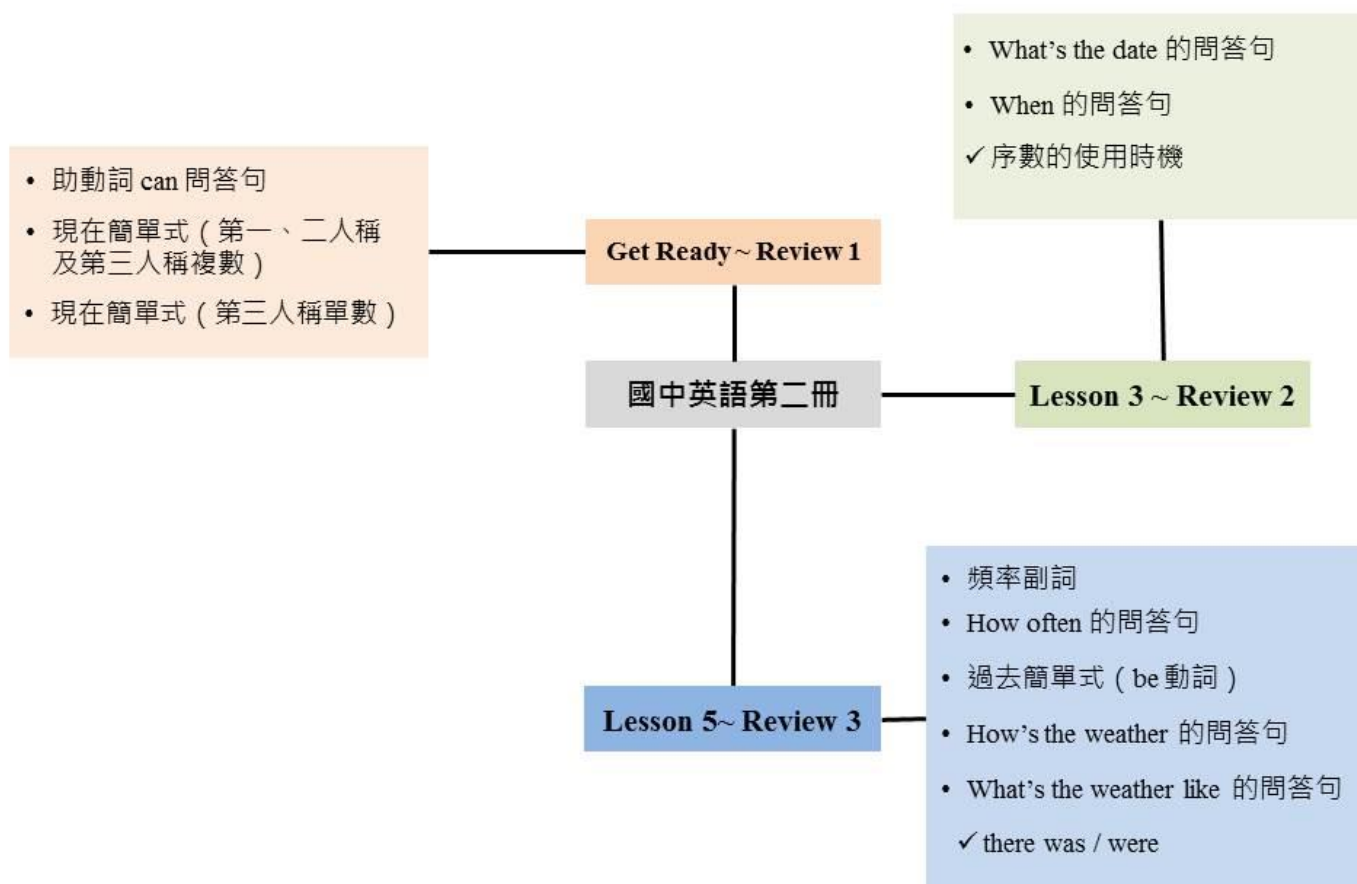 • What's the date 的問答句
• When 的問答句
✓ 序數的使用時機
• 助動詞 can 問答句
• 現在簡單式（第一、二人稱
及第三人稱複數）
• 現在簡單式（第三人稱單數）
Get Ready ~ Review 1
國中英語第二冊
Lesson 3 ~ Review 2
• 頻率副詞
• How often 的問答句
• 過去簡單式（be 動詞）
Lesson 5~ Review 3
• How's the weather 的問答句
• What's the weather like 的問答句
✓ there was / were